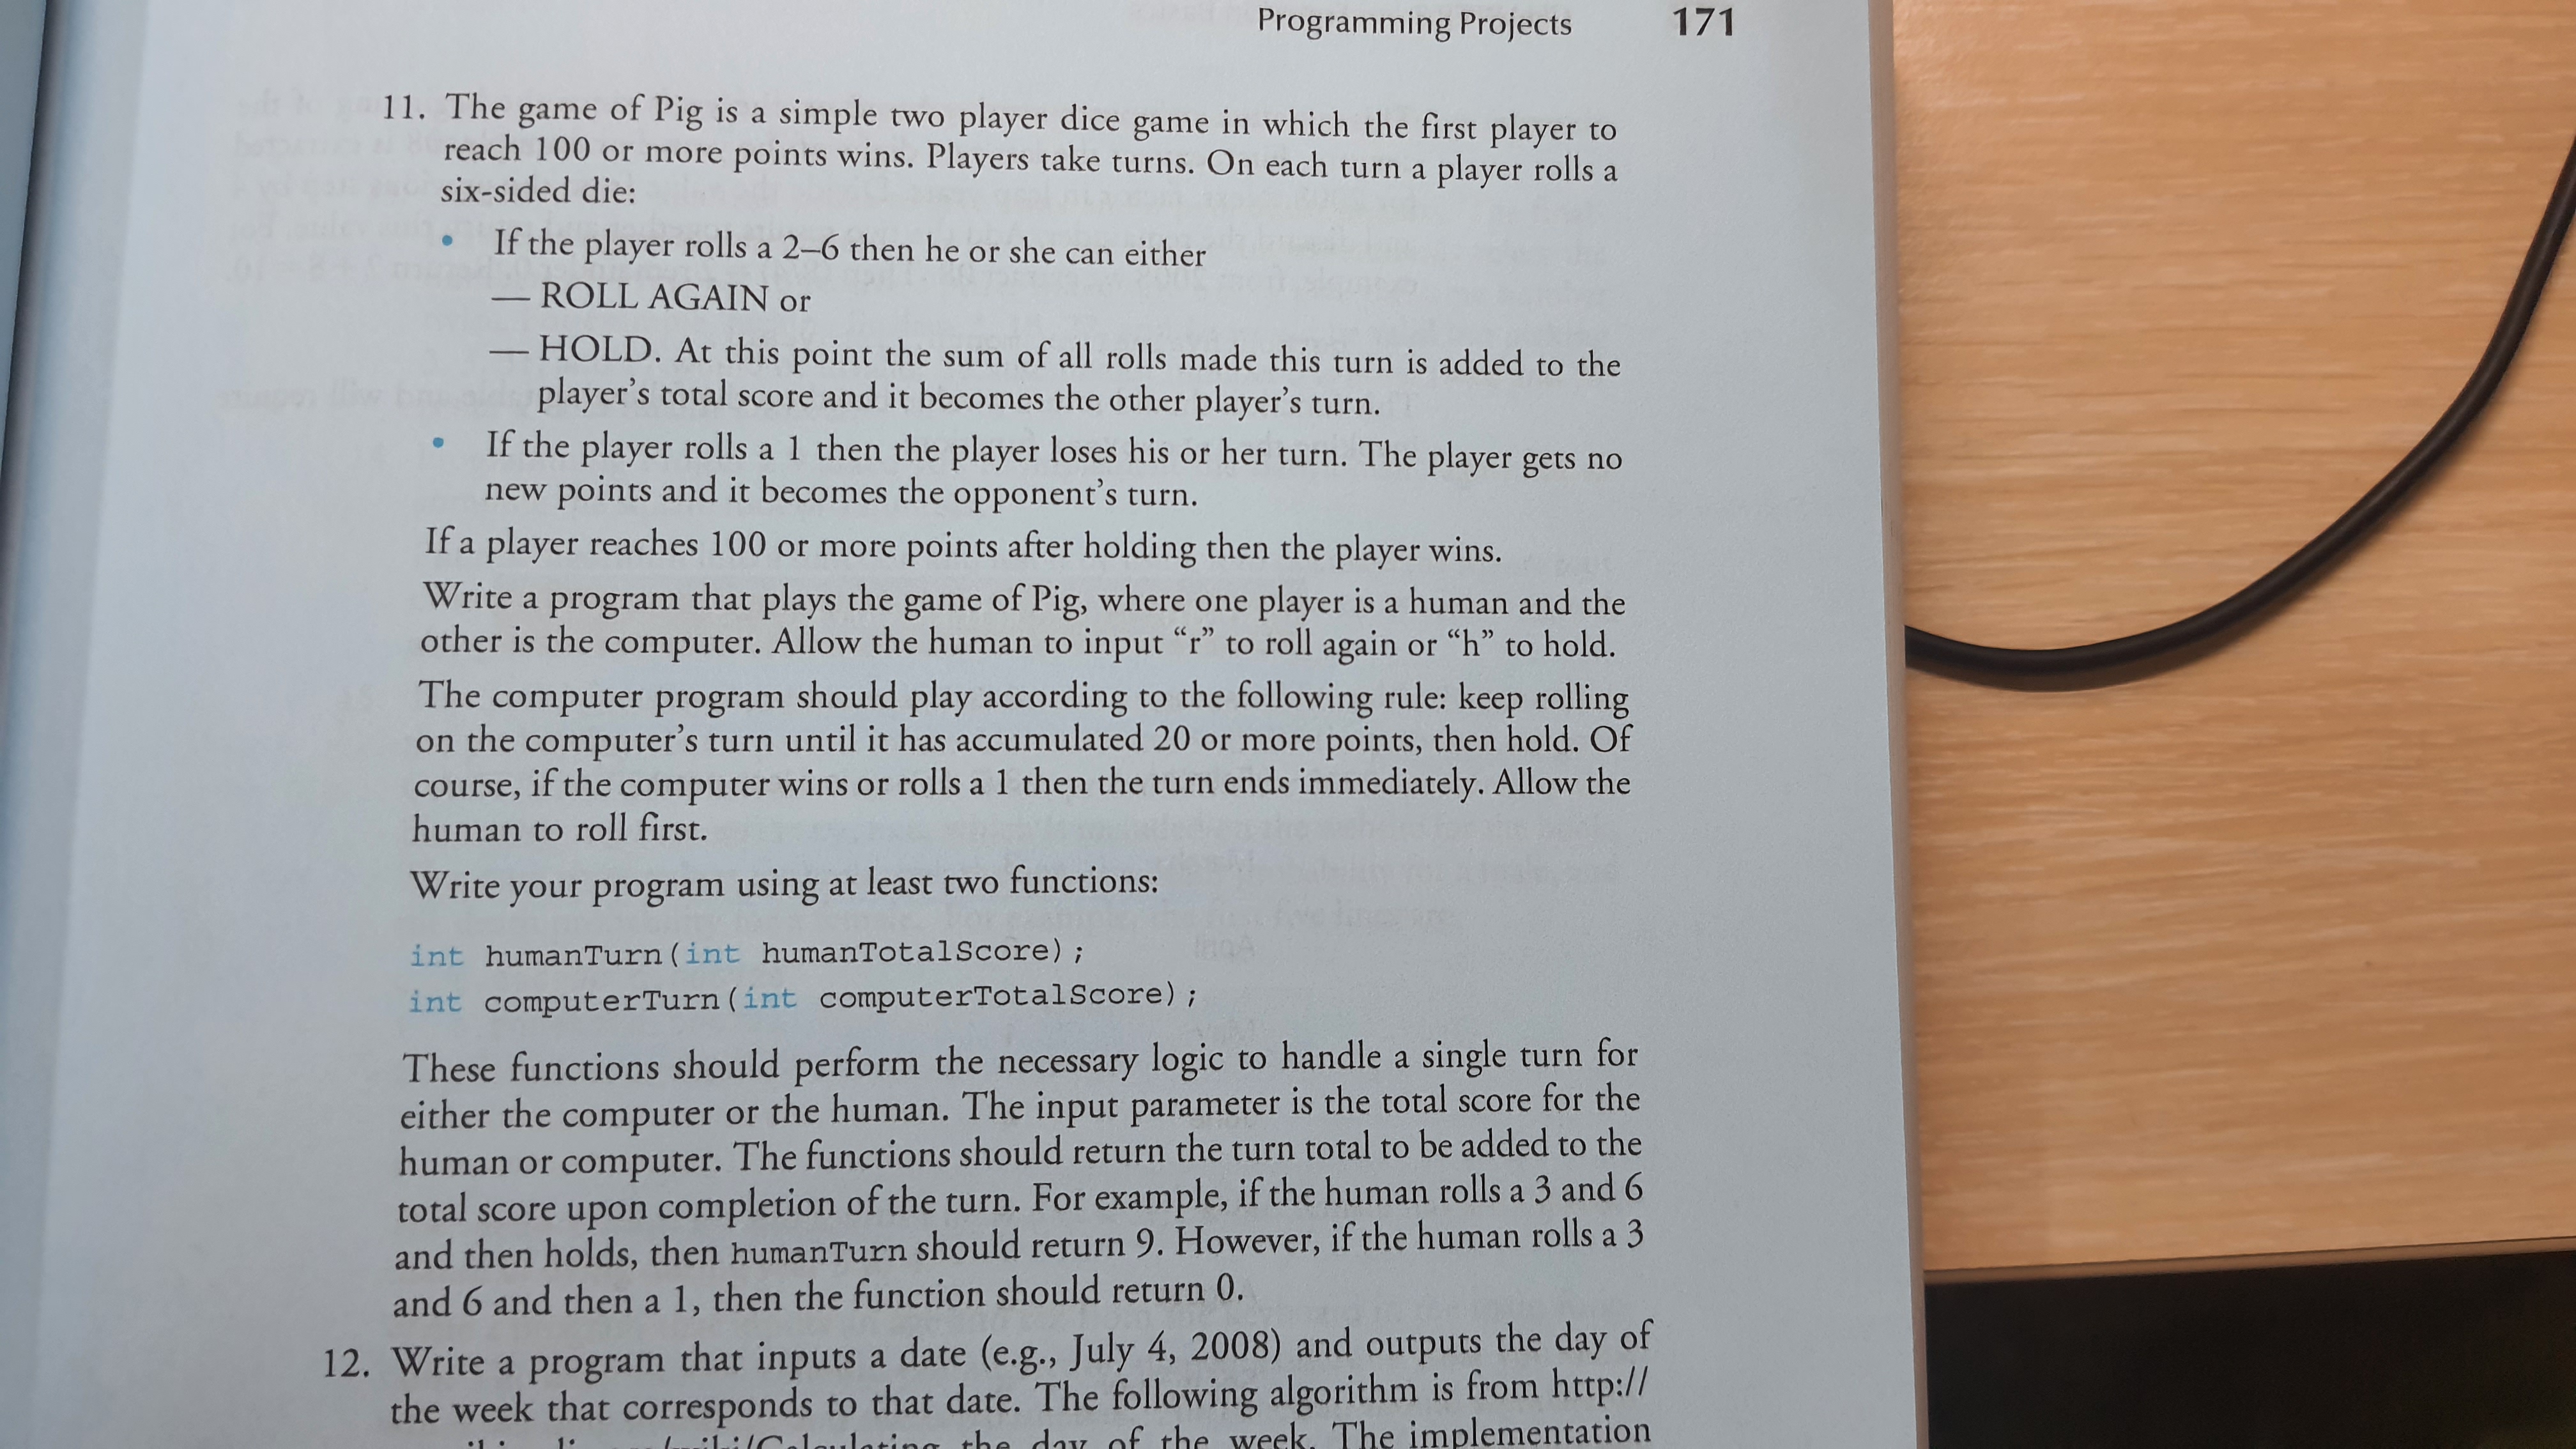 Programming Projects 171
11. The game of Pig is a simple two player dice game in which the first player to
reach 100 or more points wins. Players take turns. On each turn a player rolls a
six-sided die:
• If the player rolls a 2–6 then he or she can either
— ROLL AGAIN or
— HOLD. At this point the sum of all rolls made this turn is added to the
player’s total score and it becomes the other player’s turn.
• If the player rolls a 1 then the player loses his or her turn. The player gets no
new points and it becomes the opponent’s turn.
If a player reaches 100 or more points after holding then the player wins.
Write a program that plays the game of Pig, where one player is a human and the
other is the computer. Allow the human to input “r” to roll again or “h” to hold.
The computer program should play according to the following rule: keep rolling
on the computer’s turn until it has accumulated 20 or more points, then hold. Of
course, if the computer wins or rolls a 1 then the turn ends immediately. Allow the
human to roll first.
Write your program using at least two functions:
int humanTurn(int humanTotalScore);
int computerTurn(int computerTotalScore);
These functions should perform the necessary logic to handle a single turn for
either the computer or the human. The input parameter is the total score for the
human or computer. The functions should return the turn total to be added to the
total score upon completion of the turn. For example, if the human rolls a 3 and 6
and then holds, then humanTurn should return 9. However, if the human rolls a 3
and 6 and then a 1, then the function should return 0.
12. Write a program that inputs a date (e.g., July 4, 2008) and outputs the day of
the week that corresponds to that date. The following algorithm is from http://
the day of the week. The implementation